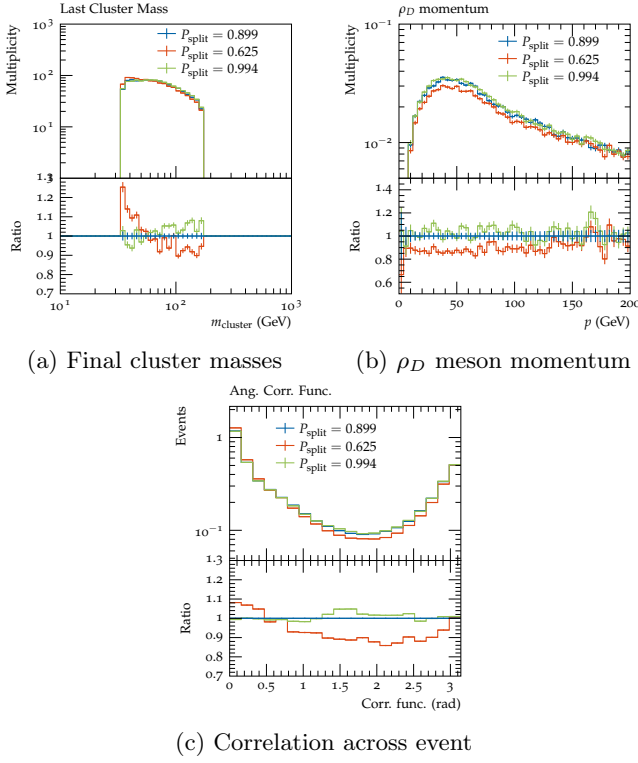 Last Cluster Mass
Multiplicity
10³
10²
10¹
P_split = 0.899
P_split = 0.625
P_split = 0.994
Ratio
1.3
1.2
1.1
1
0.9
0.8
0.7
10¹ 10² 10³
m_cluster (GeV)
(a) Final cluster masses
ρ_D momentum
Multiplicity
10⁻¹
10⁻²
P_split = 0.899
P_split = 0.625
P_split = 0.994
Ratio
1.4
1.2
1.0
0.8
0.6
0 50 100 150 200
p (GeV)
(b) ρ_D meson momentum
Ang. Corr. Func.
Events
1
10⁻¹
P_split = 0.899
P_split = 0.625
P_split = 0.994
Ratio
1.3
1.2
1.1
1
0.9
0.8
0.7
0 0.5 1 1.5 2 2.5 3
Corr. func. (rad)
(c) Correlation across event